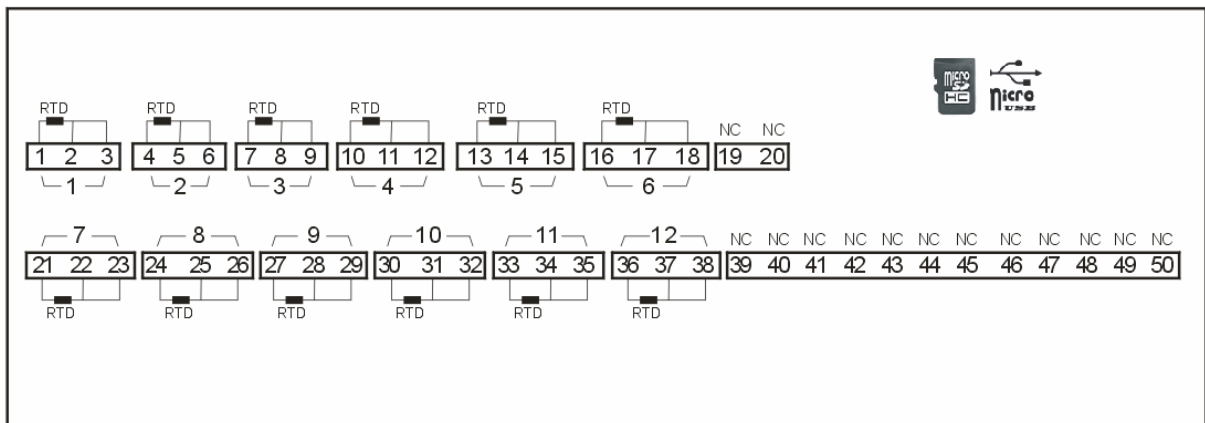 micro
SD
HC
micro
USB
RTD RTD RTD RTD RTD RTD
NC NC
1 2 3 4 5 6 7 8 9 10 11 12 13 14 15 16 17 18 19 20
1 2 3 4 5 6
7 8 9 10 11 12 NC NC NC NC NC NC NC NC NC NC NC NC
21 22 23 24 25 26 27 28 29 30 31 32 33 34 35 36 37 38 39 40 41 42 43 44 45 46 47 48 49 50
RTD RTD RTD RTD RTD RTD